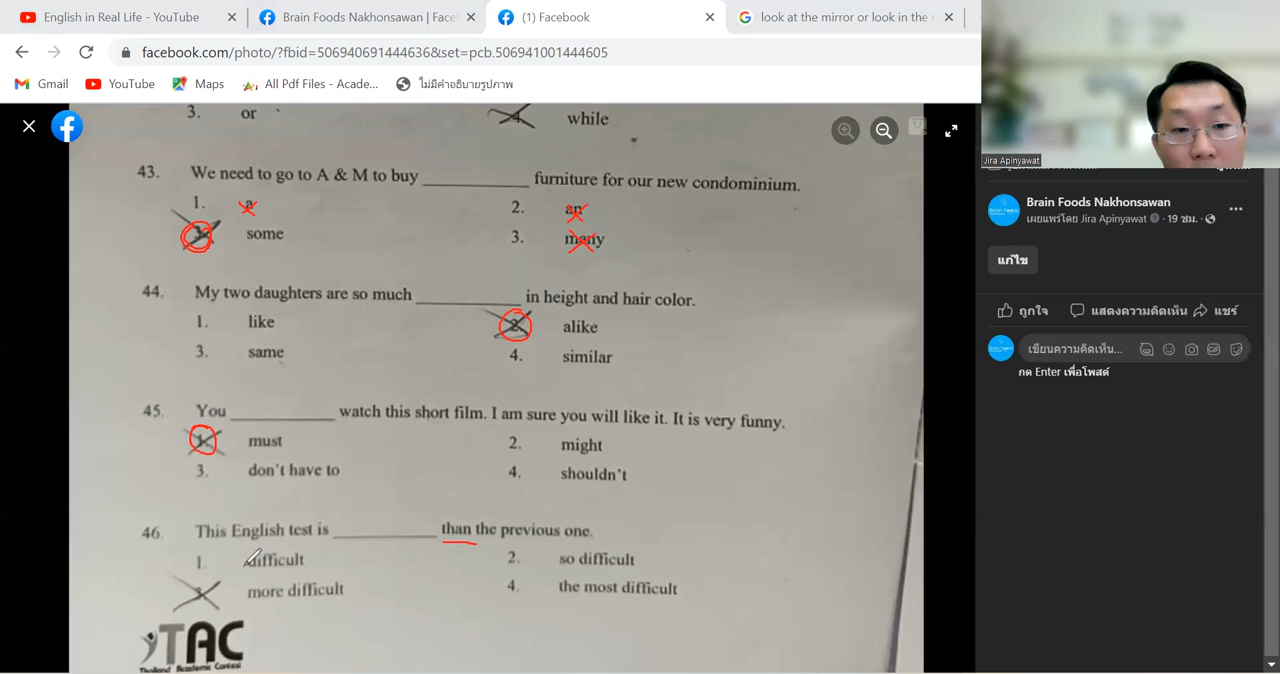 English in Real Life - YouTube
Brain Foods Nakhonsawan | Face
(1) Facebook
look at the mirror or look in the
facebook.com/photo/?fbid=506940691444636&set=pcb.506941001444605
Gmail
YouTube
Maps
All Pdf Files - Acade...
ไม่มีคำอธิบายรูปภาพ
3. or
4 while
43. We need to go to A & M to buy __________ furniture for our new condominium.
1. a
2. an
3. some
3. many
44. My two daughters are so much __________ in height and hair color.
1. like
2 alike
3. same
4. similar
45. You __________ watch this short film. I am sure you will like it. It is very funny.
1. must
2. might
3. don't have to
4. shouldn't
46. This English test is __________ than the previous one.
1. difficult
2. so difficult
3 more difficult
4. the most difficult
TAC
Thailand Academic Contest
Jira Apinyawat
Brain Foods Nakhonsawan
เผยแพร่โดย Jira Apinyawat · 19 ชม. ·
แก้ไข
ถูกใจ
แสดงความคิดเห็น
แชร์
เขียนความคิดเห็น...
กด Enter เพื่อโพสต์